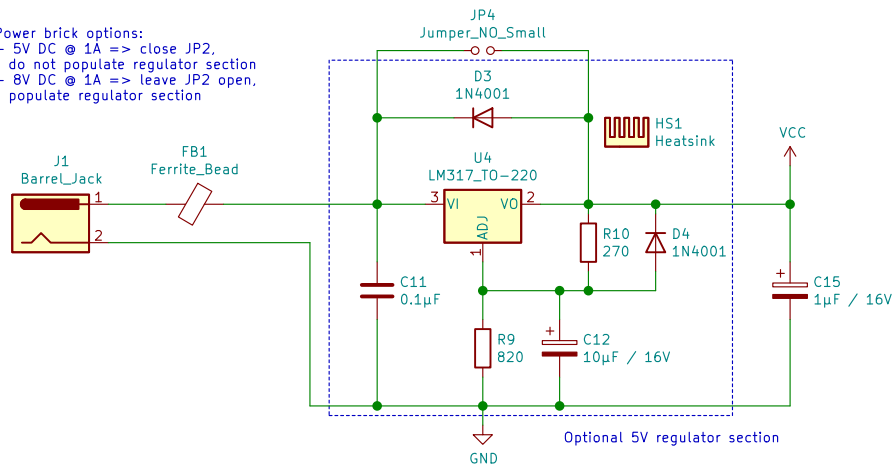 JP4
Jumper_NO_Small
Power brick options:
- 5V DC @ 1A => close JP2,
do not populate regulator section
- 8V DC @ 1A => leave JP2 open,
populate regulator section
D3
1N4001
HS1
Heatsink
VCC
J1
Barrel_Jack
FB1
Ferrite_Bead
U4
LM317_TO-220
1
2
3
VI
VO
2
ADJ
1
R10
270
D4
1N4001
C11
0.1µF
C15
1µF / 16V
+
R9
820
+
C12
10µF / 16V
GND
Optional 5V regulator section